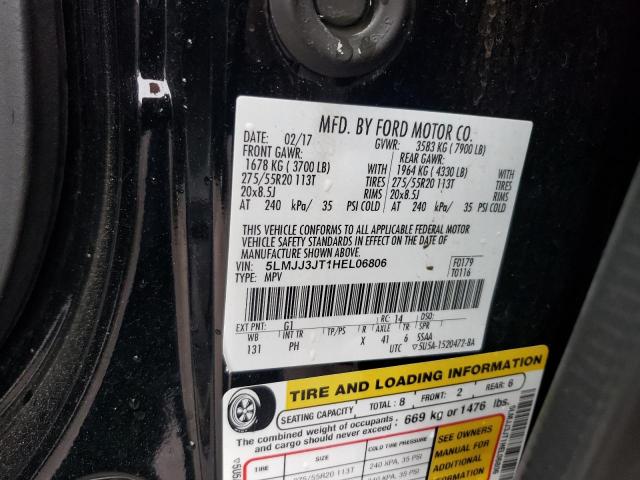 MFD. BY FORD MOTOR CO.
DATE: 02/17 GVWR: 3583 KG (7900 LB)
FRONT GAWR: REAR GAWR:
1678 KG (3700 LB) WITH 1964 KG (4330 LB) WITH
275/55R20 113T TIRES 275/55R20 113T TIRES
20x8.5J RIMS 20x8.5J RIMS
AT 240 kPa/ 35 PSI COLD AT 240 kPa/ 35 PSI COLD
THIS VEHICLE CONFORMS TO ALL APPLICABLE FEDERAL MOTOR
VEHICLE SAFETY STANDARDS IN EFFECT ON THE DATE OF
MANUFACTURE SHOWN ABOVE.
VIN: 5LMJJ3JT1HEL06806 F0179
TYPE: MPV T0116
EXT PNT: G1 RC: 14 DSO:
WB INT TR TP/PS R AXLE TR SPR
131 PH X 41 6 SSAA
UTC ▽5U5A-1520472-BA
TIRE AND LOADING INFORMATION
SEATING CAPACITY TOTAL: 8 FRONT: 2 REAR: 6
The combined weight of occupants and cargo should never exceed: 669 kg or 1476 lbs.
TIRE COLD TIRE PRESSURE
SEE OWNERS
MANUAL FOR
ADDITIONAL
275/55R20 113T 240 KPA, 35 PSI